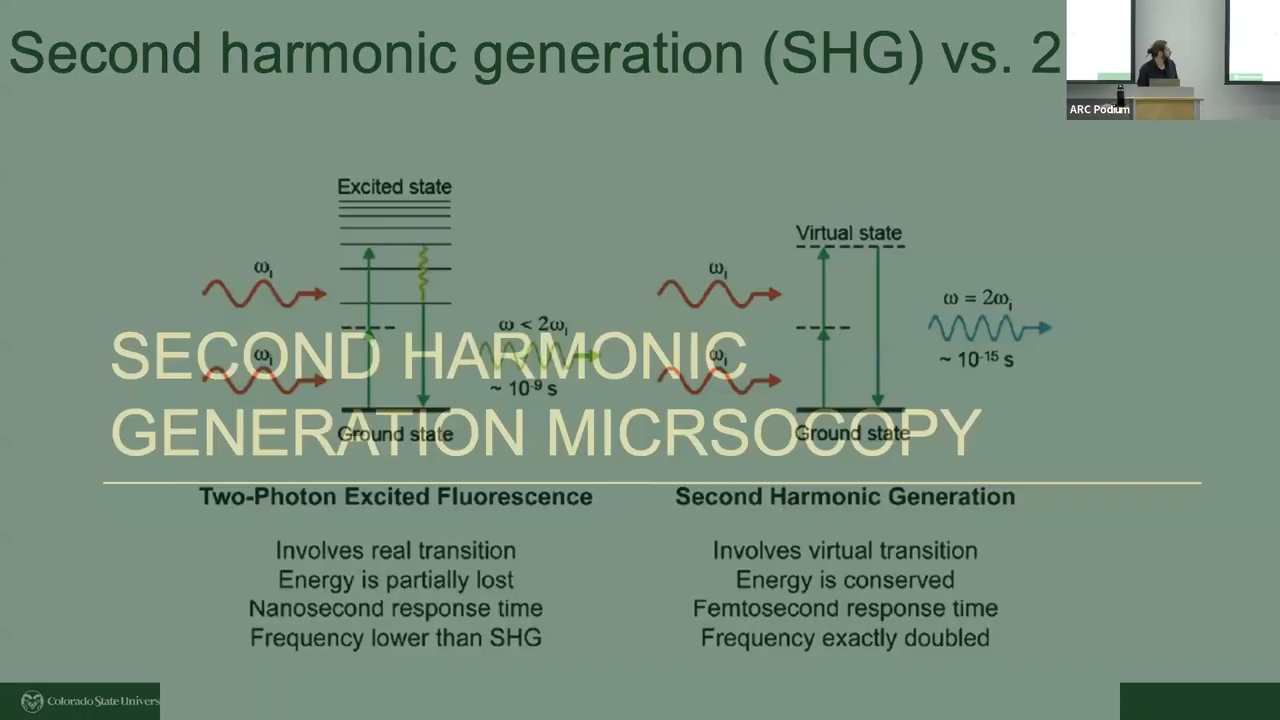 Second harmonic generation (SHG) vs. 2
ARC Podium
Excited state
Virtual state
ωi
ωi
ω = 2ωi
ω < 2ωi
~ 10-15 s
SECOND HARMONIC
ωi
ωi
~ 10-9 s
GENERATION MICRSOCOPY
Ground state
Ground state
Two-Photon Excited Fluorescence
Second Harmonic Generation
Involves real transition
Energy is partially lost
Nanosecond response time
Frequency lower than SHG
Involves virtual transition
Energy is conserved
Femtosecond response time
Frequency exactly doubled
Colorado State Univers